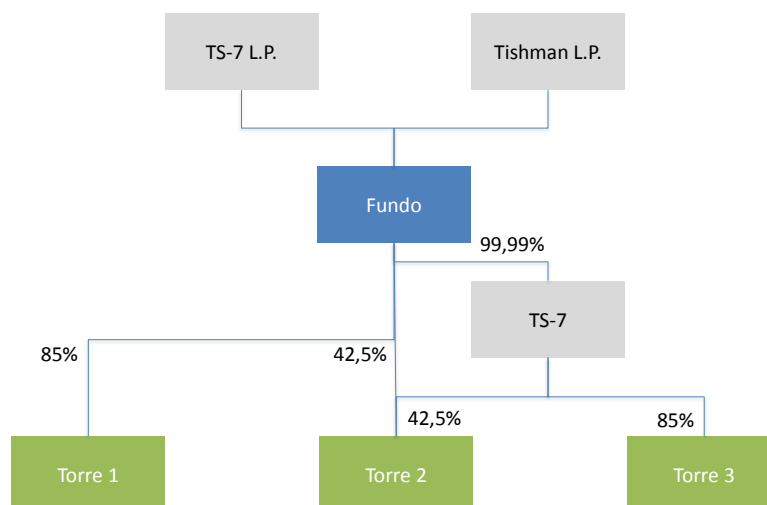 TS-7 L.P.
Tishman L.P.
Fundo
99,99%
TS-7
85%
42,5%
42,5%
85%
Torre 1
Torre 2
Torre 3